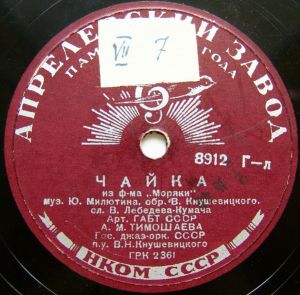 АПРЕЛЕВСКИЙ ЗАВОД
ПАМ
ГОДА
VII 7
8912 Г-л
ЧАЙКА
из ф-ма „Моряки"
муз. Ю. Милютина, обр. В. Кнушевицкого,
сл. В. Лебедева-Кумача
Арт. ГАБТ СССР
А. М. ТИМОШАЕВА
Гос. джаз-орк. СССР
п.у. В.Н.Кнушевицкого
ГРК 2361
НКОМ СССР